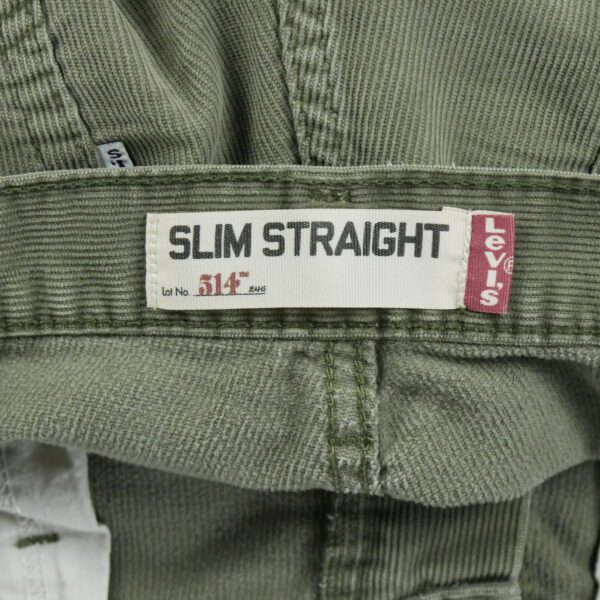 SLIM STRAIGHT
Lot No. 514™ JEANS
Levi's®